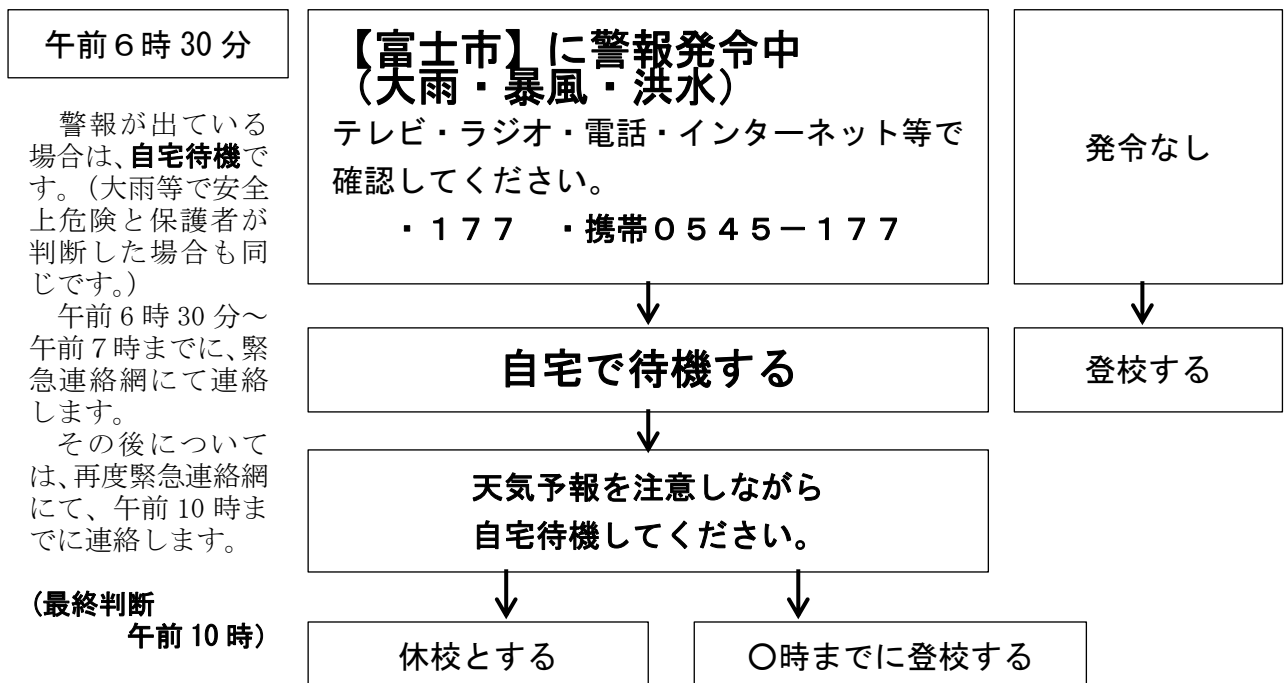 午前６時 30 分
警報が出ている
場合は、自宅待機で
す。（大雨等で安全
上危険と保護者が
判断した場合も同
じです。）
午前６時 30 分～
午前７時までに、緊
急連絡網にて連絡
します。
その後について
は、再度緊急連絡網
にて、午前 10 時ま
でに連絡します。
（最終判断
午前 10 時）
【富士市】に警報発令中
（大雨・暴風・洪水）
テレビ・ラジオ・電話・インターネット等で
確認してください。
・１７７　・携帯０５４５－１７７
自宅で待機する
天気予報を注意しながら
自宅待機してください。
休校とする
〇時までに登校する
発令なし
登校する